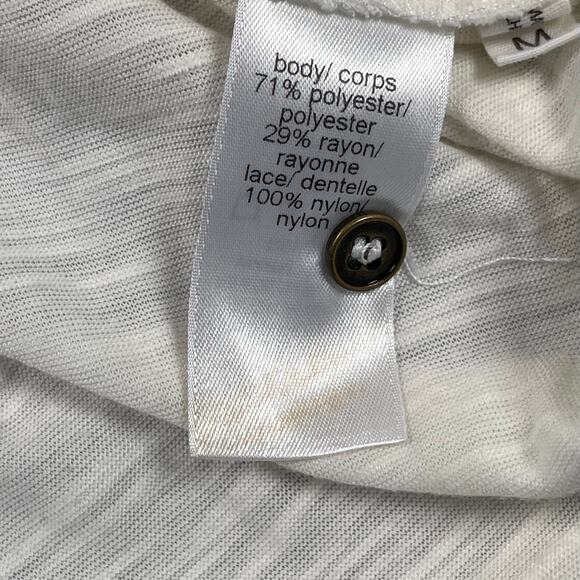 body/ corps
71% polyester/
polyester
29% rayon/
rayonne
lace/ dentelle
100% nylon/
nylon
M